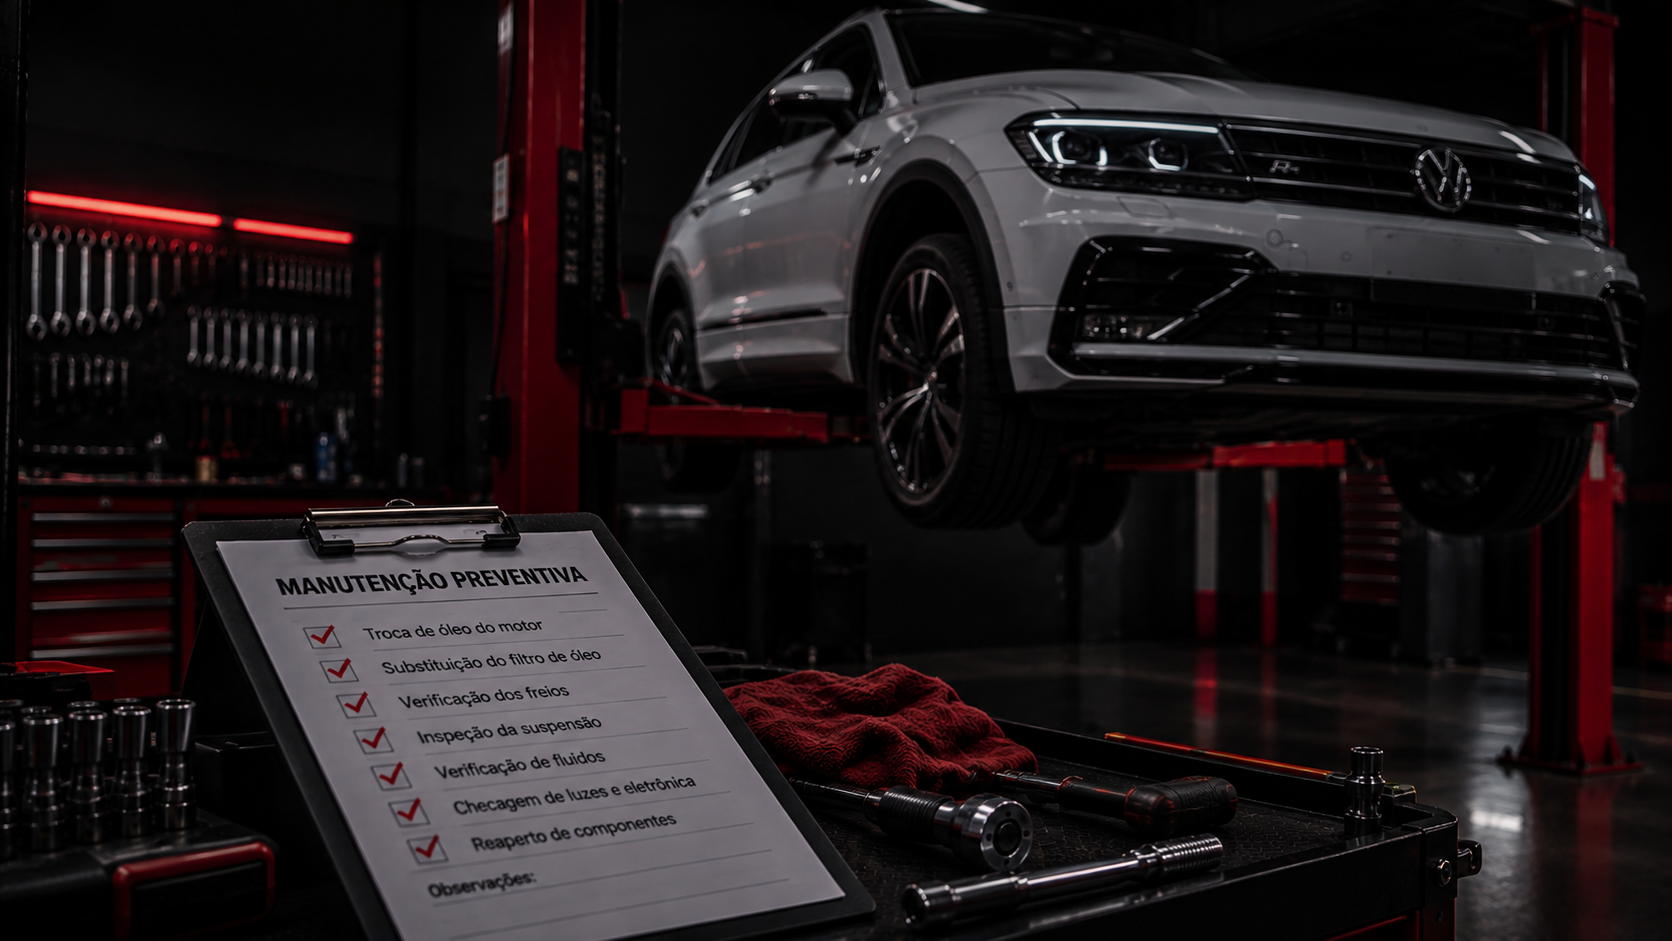 MANUTENÇÃO PREVENTIVA
Troca de óleo do motor
Substituição do filtro de óleo
Verificação dos freios
Inspeção da suspensão
Verificação de fluidos
Checagem de luzes e eletrônica
Reaperto de componentes
Observações: